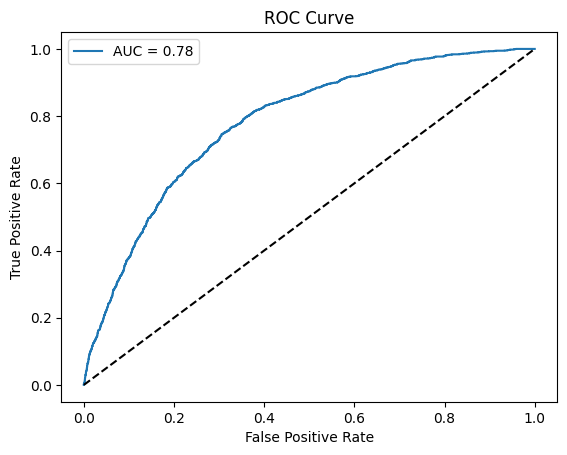 ROC Curve
AUC = 0.78
True Positive Rate
1.0
0.8
0.6
0.4
0.2
0.0
0.0 0.2 0.4 0.6 0.8 1.0
False Positive Rate